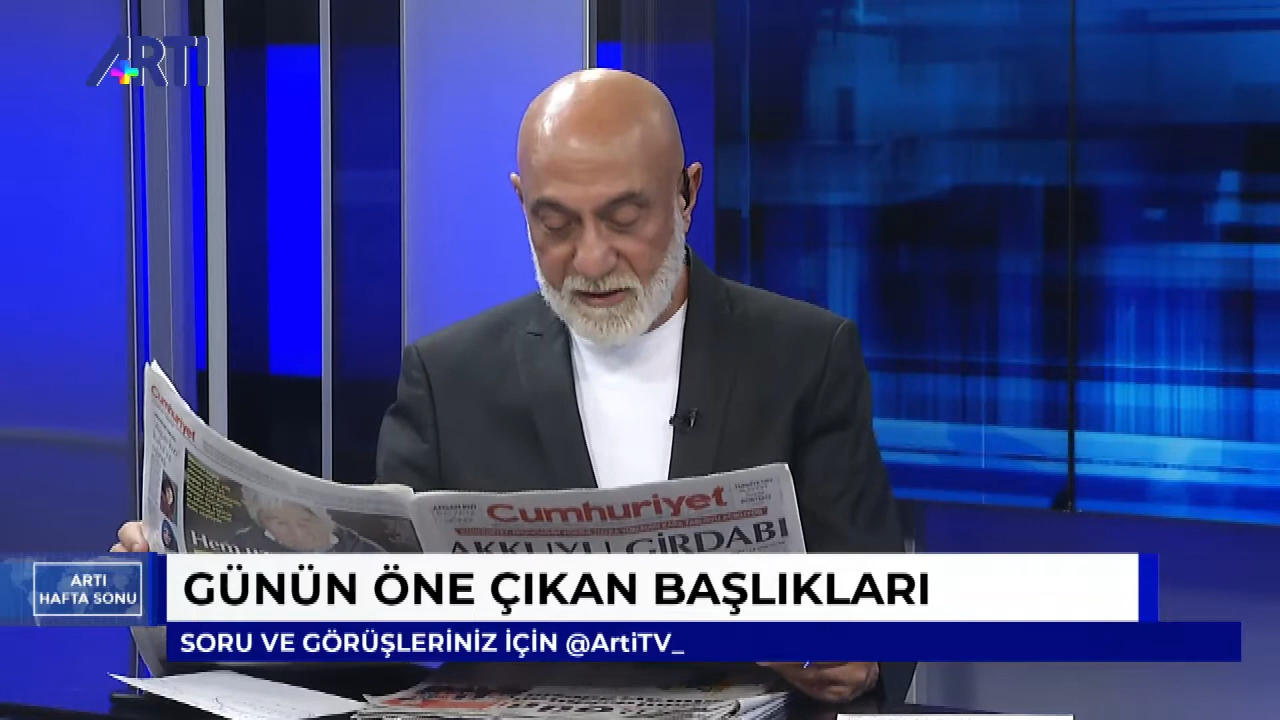 ARTI
Cumhuriyet
Cumhuriyet
AKKUYU GİRDABI
ARTI
HAFTA SONU
GÜNÜN ÖNE ÇIKAN BAŞLIKLARI
SORU VE GÖRÜŞLERİNİZ İÇİN @ArtiTV_